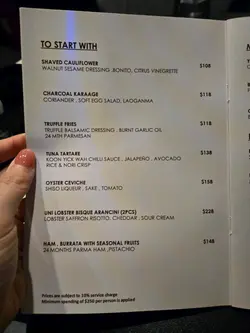 TO START WITH
SHAVED CAULIFLOWER $108
WALNUT SESAME DRESSING .BONITO, CITRUS VINEGRETTE
CHARCOAL KARAAGE $118
CORIANDER , SOFT EGG SALAD, LAOGANMA
TRUFFLE FRIES $118
TRUFFLE BALSAMIC DRESSING . BURNT GARLIC OIL
24 MTH PARMESAN
TUNA TARTARE $138
KOON YICK WAH CHILLI SAUCE , JALAPEÑO , AVOCADO
RICE & NORI CRISP
OYSTER CEVICHE $158
SHISO LIQUEUR , SAKE , TOMATO
UNI LOBSTER BISQUE ARANCINI (2PCS) $228
LOBSTER SAFFRON RISOTTO, CHEDDAR , SOUR CREAM
HAM , BURRATA WITH SEASONAL FRUITS $148
24 MONTHS PARMA HAM ,PISTACHIO
Prices are subject to 10% service charge
Minimum spending of $250 per person is applied